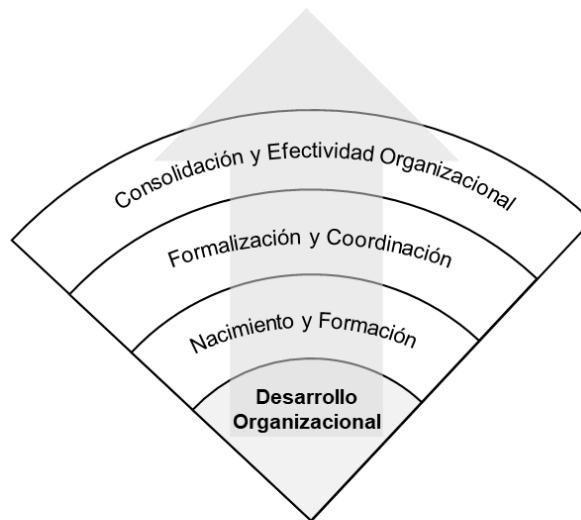 Consolidación y Efectividad Organizacional
Formalización y Coordinación
Nacimiento y Formación
Desarrollo
Organizacional